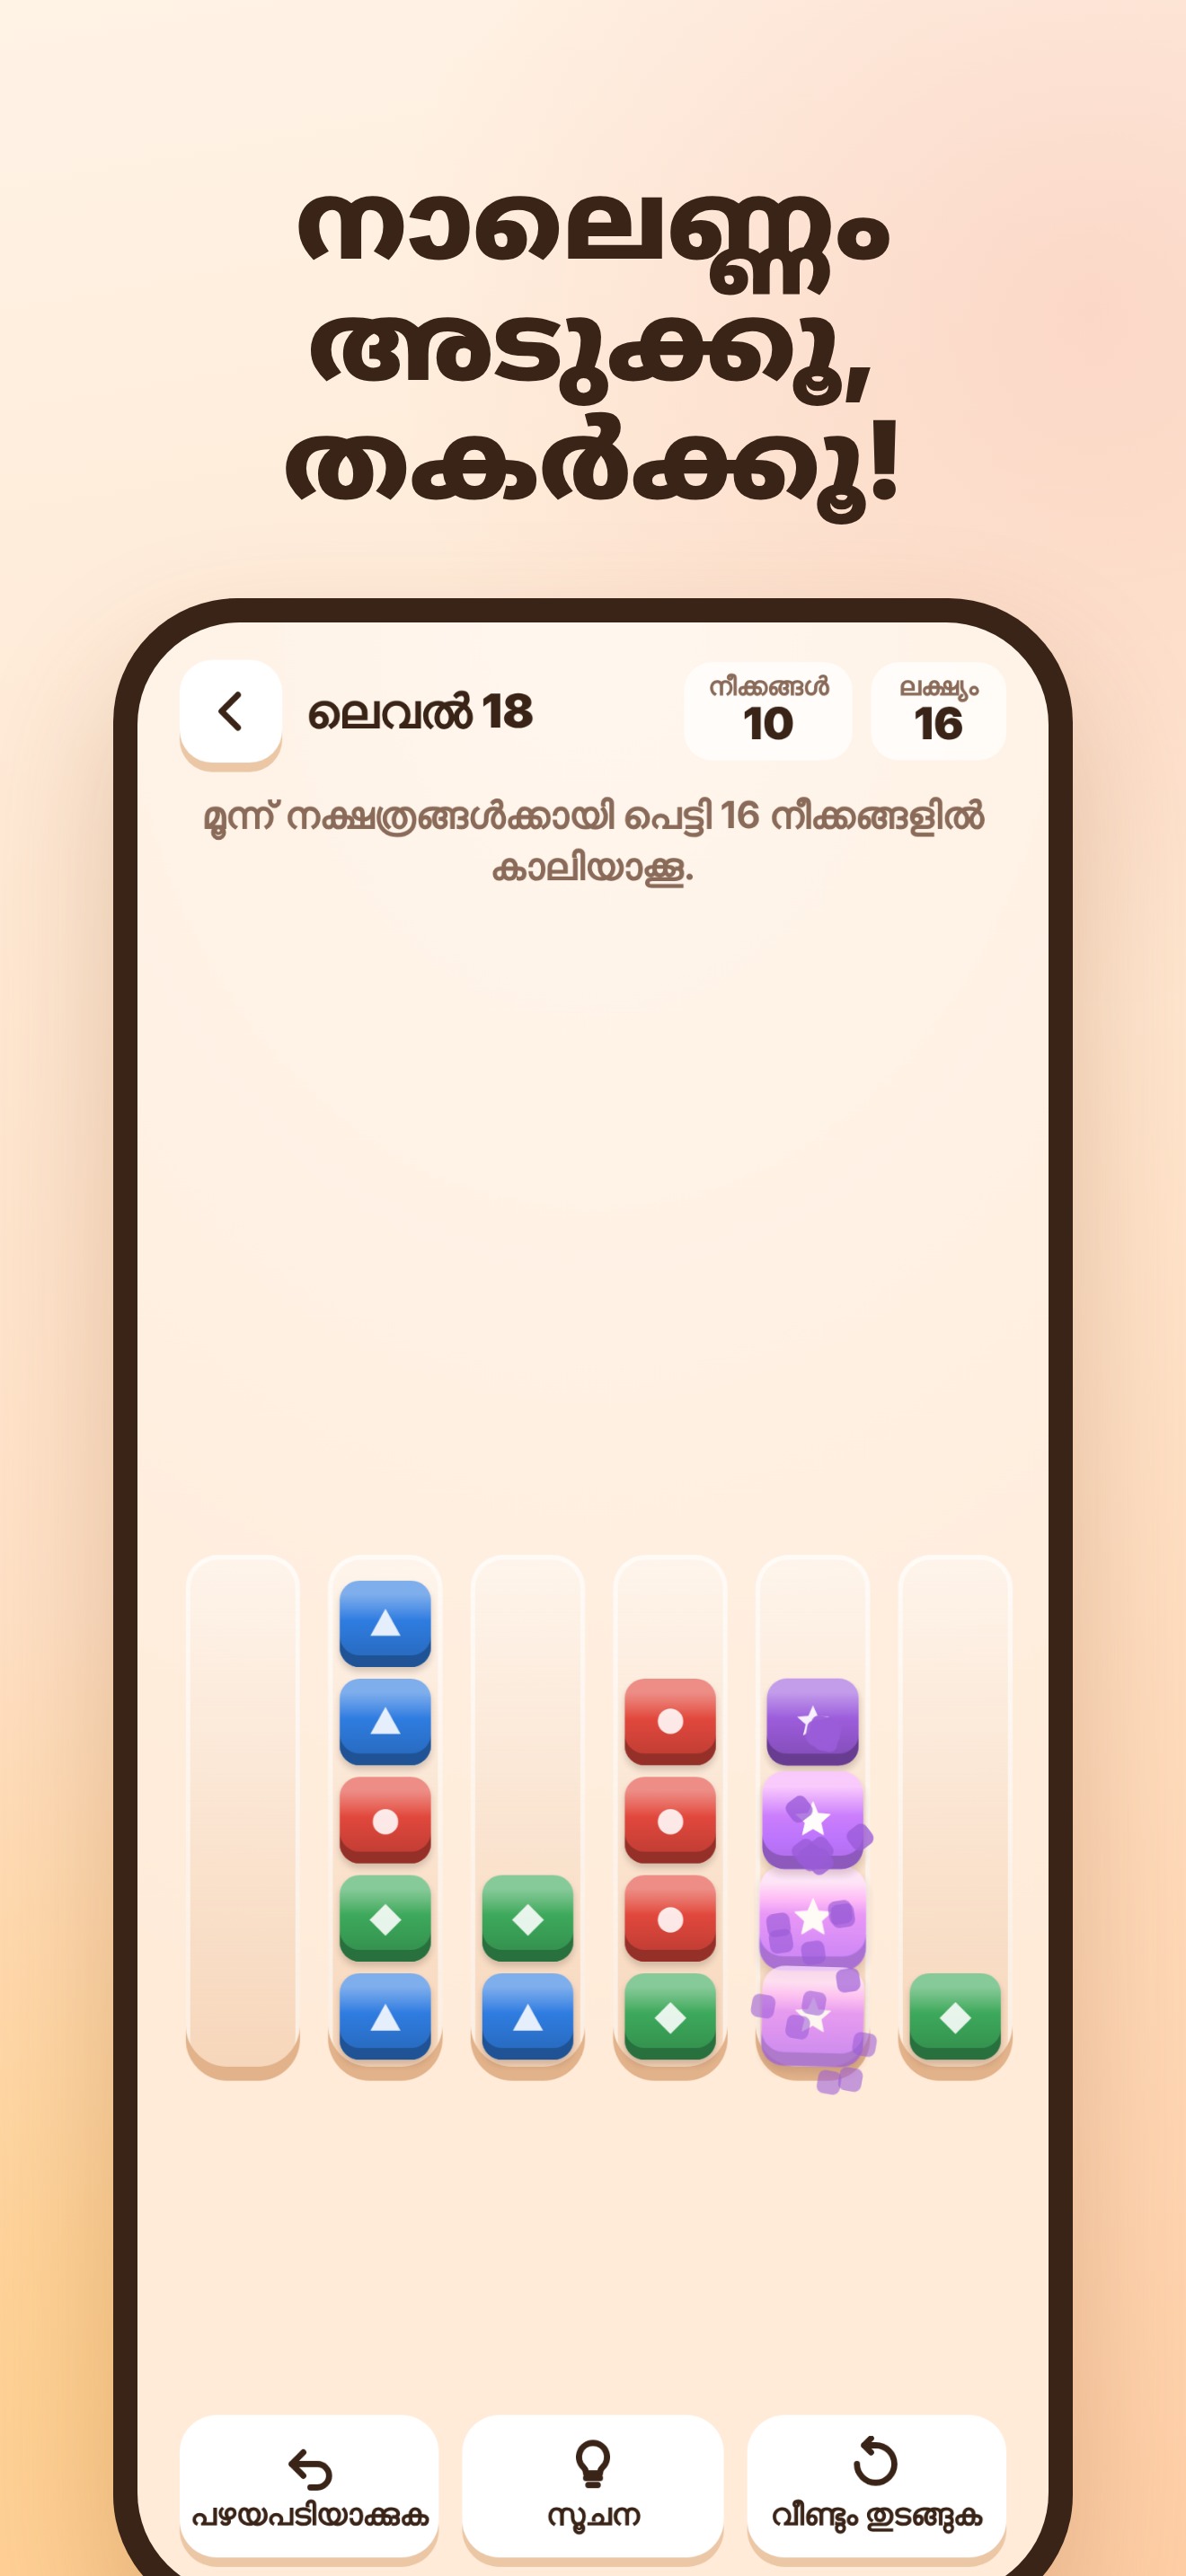 നാലെണ്ണം
അടുക്കൂ,
തകർക്കൂ!
ലെവൽ 18
നീക്കങ്ങൾ
10
ലക്ഷ്യം
16
മൂന്ന് നക്ഷത്രങ്ങൾക്കായി പെട്ടി 16 നീക്കങ്ങളിൽ
കാലിയാക്കൂ.
പഴയപടിയാക്കുക
സൂചന
വീണ്ടും തുടങ്ങുക